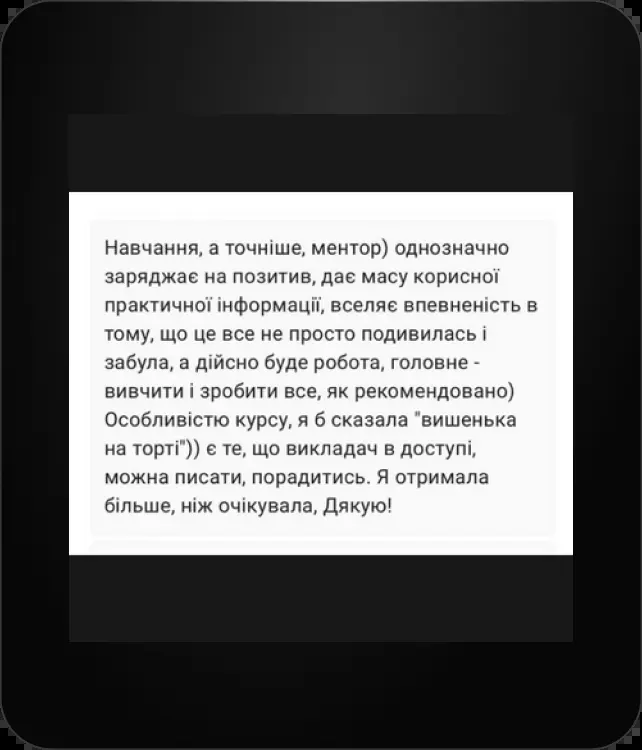 Навчання, а точніше, ментор) однозначно
заряджає на позитив, дає масу корисної
практичної інформації, вселяє впевненість в
тому, що це все не просто подивилась і
забула, а дійсно буде робота, головне -
вивчити і зробити все, як рекомендовано)
Особливістю курсу, я б сказала "вишенька
на торті")) є те, що викладач в доступі,
можна писати, порадитись. Я отримала
більше, ніж очікувала, Дякую!